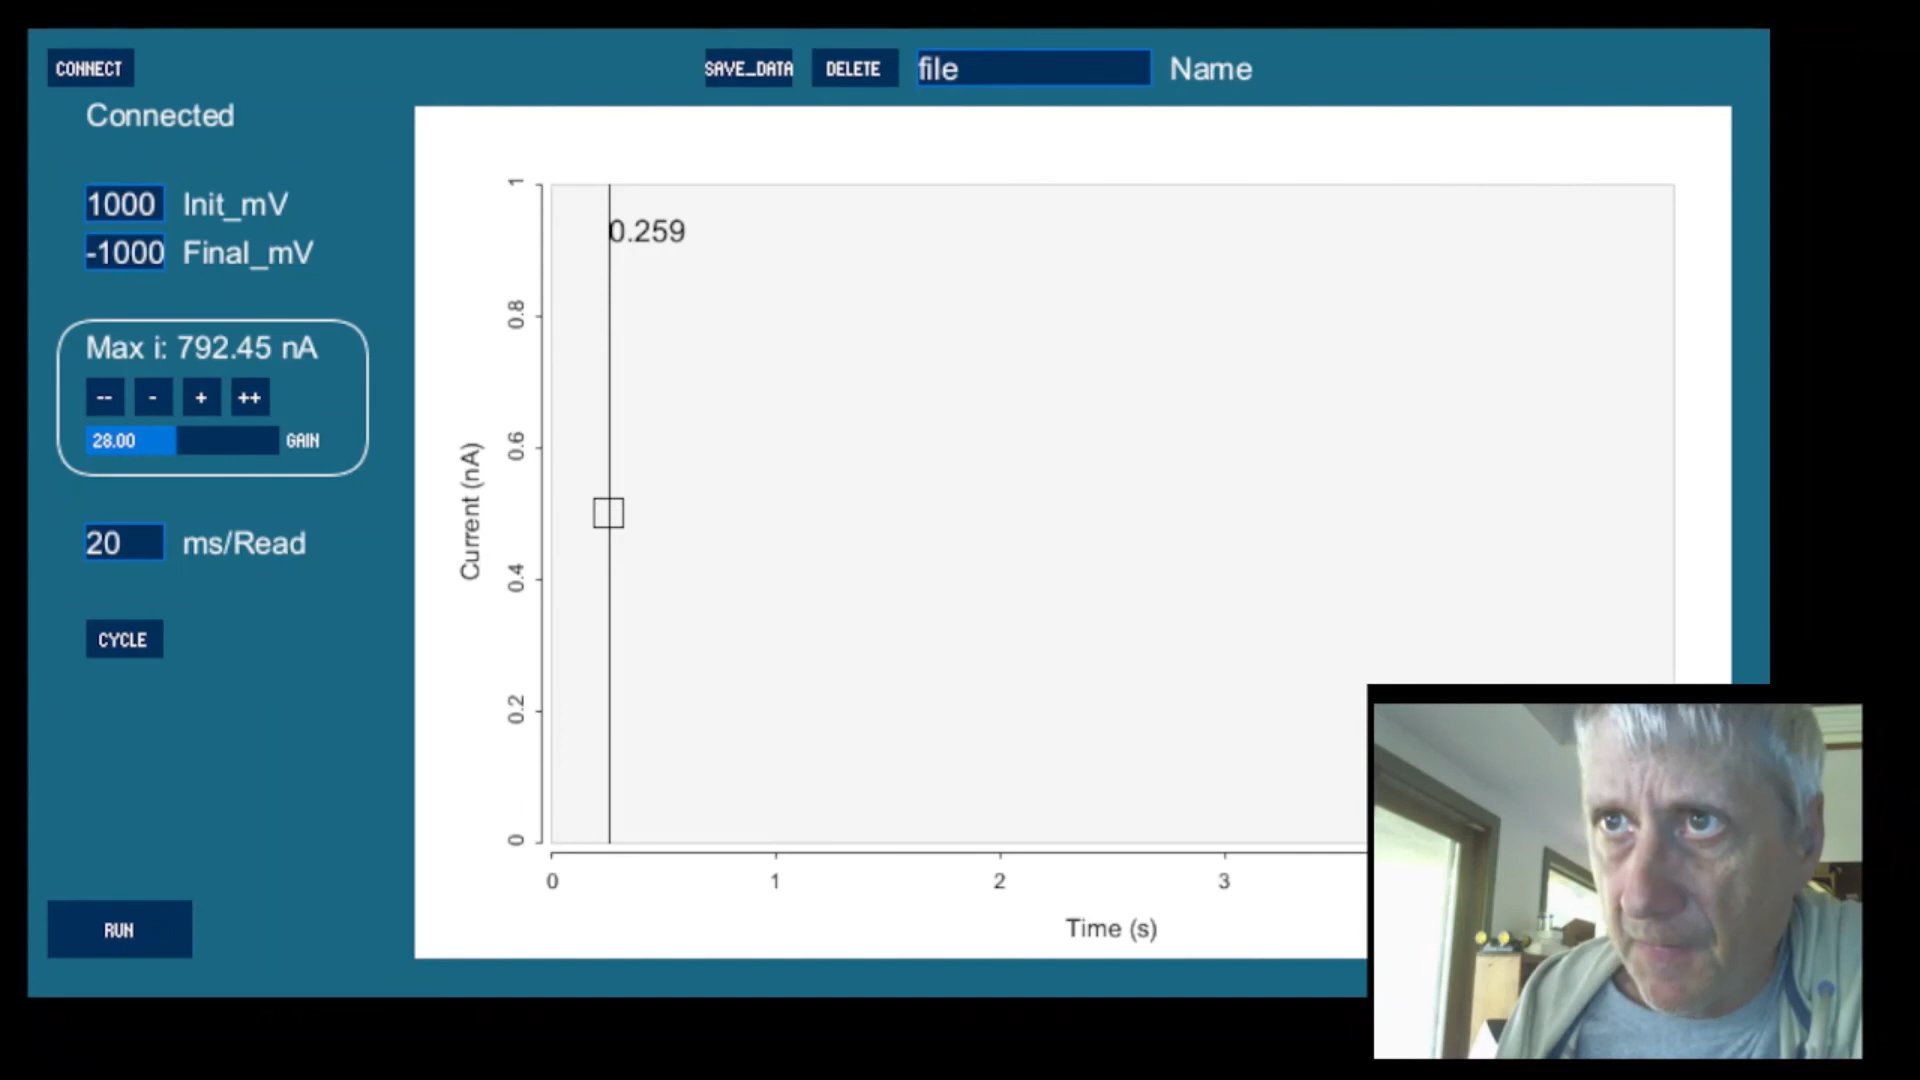 CONNECT
SAVE_DATA
DELETE
file
Name
Connected
1000 Init_mV
-1000 Final_mV
Max i: 792.45 nA
-- - + ++
28.00 GAIN
20 ms/Read
CYCLE
RUN
0.259
1
0.8
0.6
0.4
0.2
0
Current (nA)
0 1 2 3
Time (s)